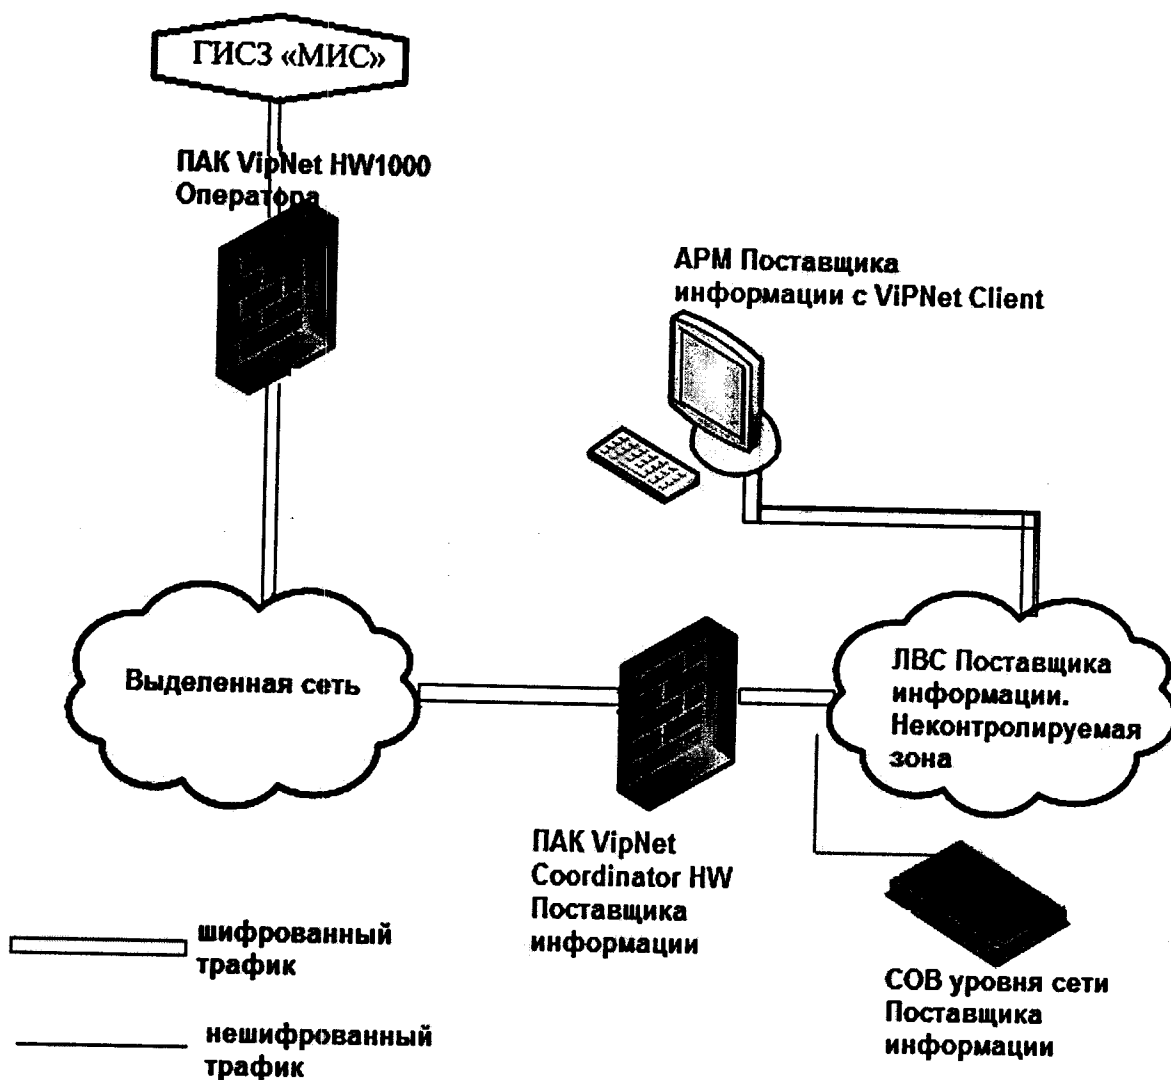 ГИСЗ «МИС»
ПАК VipNet HW1000
Оператора
АРМ Поставщика
информации с ViPNet Client
Выделенная сеть
ЛВС Поставщика
информации.
Неконтролируемая
зона
ПАК VipNet
Coordinator HW
Поставщика
информации
СОВ уровня сети
Поставщика
информации
шифрованный
трафик
нешифрованный
трафик